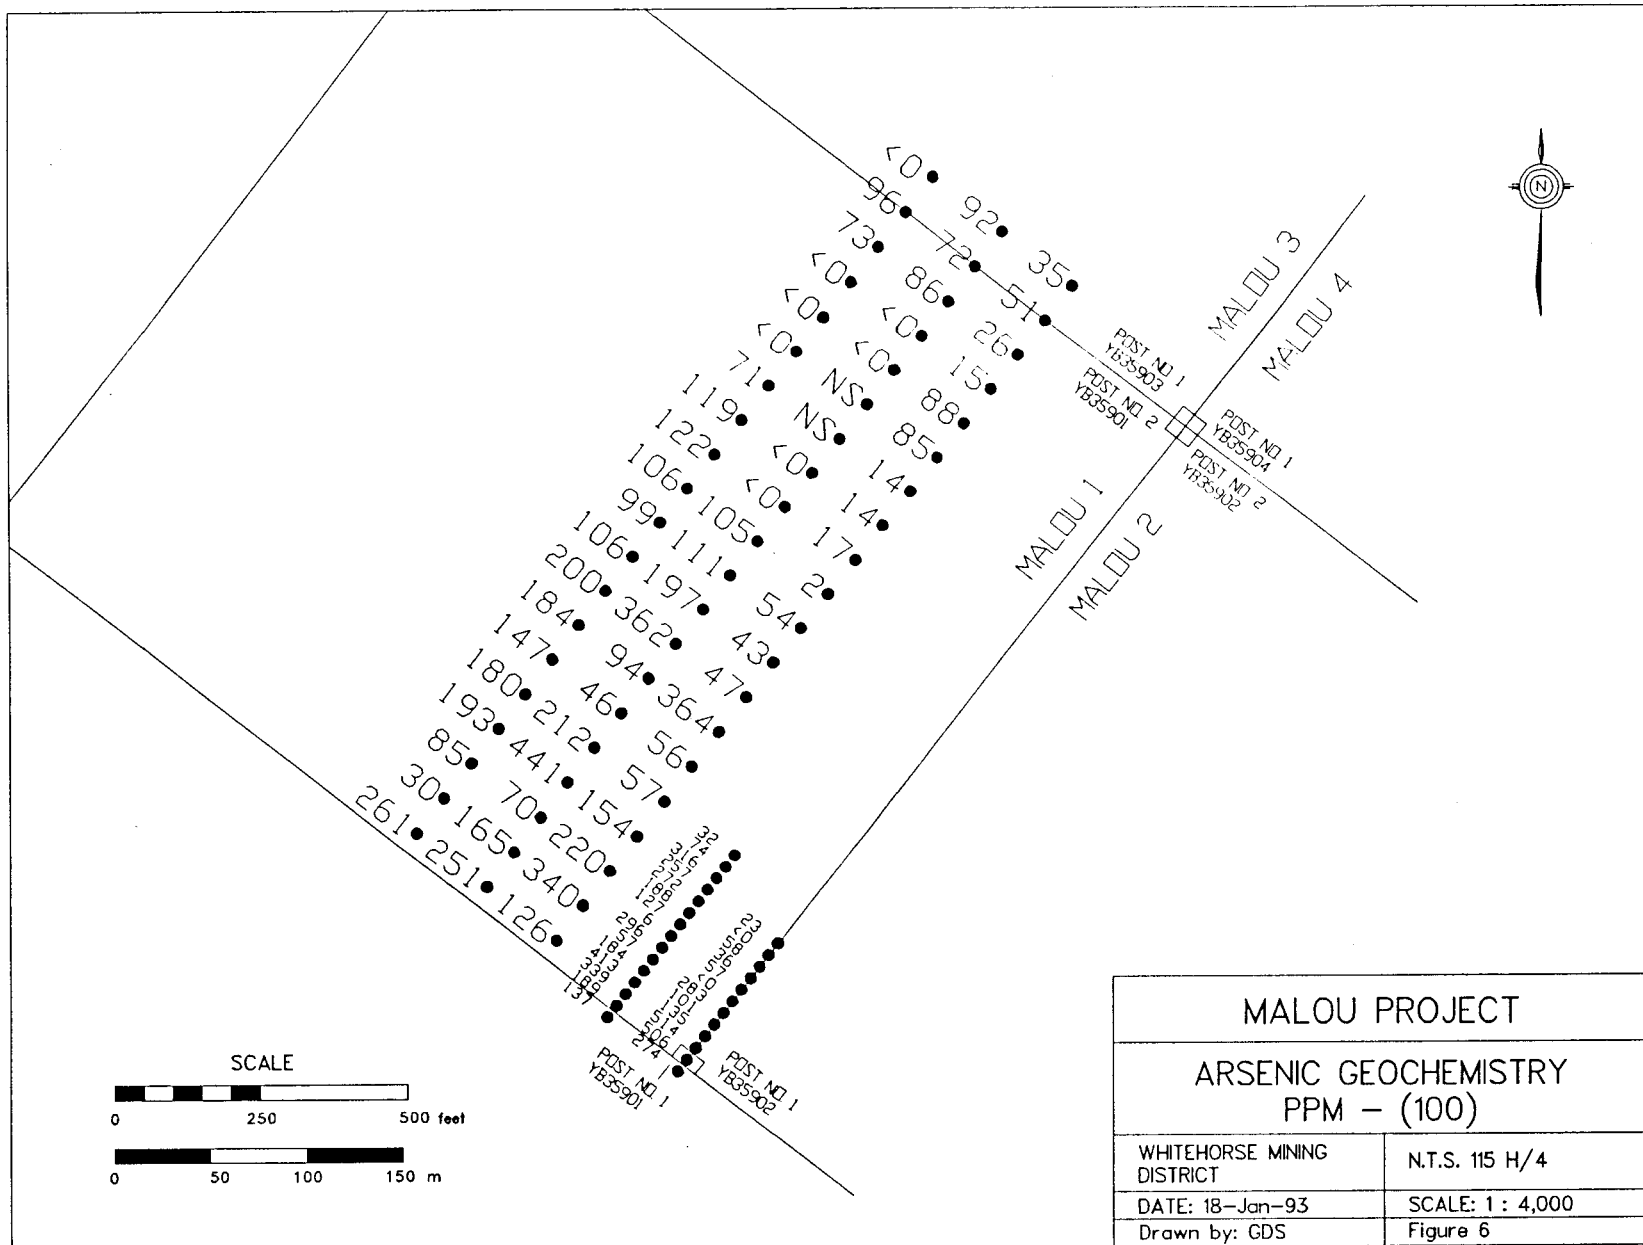 <0
96
92
73
72
35
<0
86
51
<0
<0
26
<0
<0
15
71
NS
88
119
NS
85
122
<0
14
106
<0
14
99
105
17
106
111
2
200
197
54
184
362
43
147
94
47
180
46
364
193
212
56
85
441
57
30
70
154
261
165
220
251
340
126
137
274
MALOU 3
MALOU 4
MALOU 1
MALOU 2
POST NO 1
YB35903
POST NO. 2
YB35901
POST NO 1
YB35904
POST NO 2
YB35902
POST NO 1
YB35901
POST NO 1
YB35902
N
SCALE
0 250 500 feet
0 50 100 150 m
MALOU PROJECT
ARSENIC GEOCHEMISTRY
PPM – (100)
WHITEHORSE MINING
DISTRICT
N.T.S. 115 H/4
DATE: 18-Jan-93
SCALE: 1 : 4,000
Drawn by: GDS
Figure 6